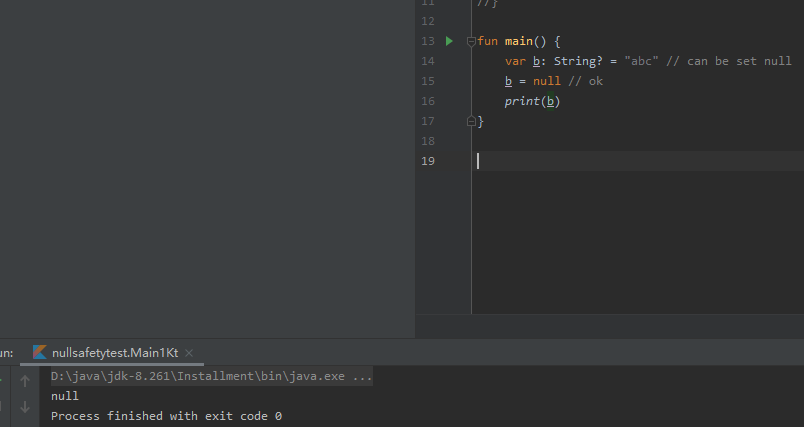 11 //}
12
13 fun main() {
14 var b: String? = "abc" // can be set null
15 b = null // ok
16 print(b)
17 }
18
19
un: nullsafetytest.Main1Kt ×
D:\java\jdk-8.261\Installment\bin\java.exe ...
null
Process finished with exit code 0